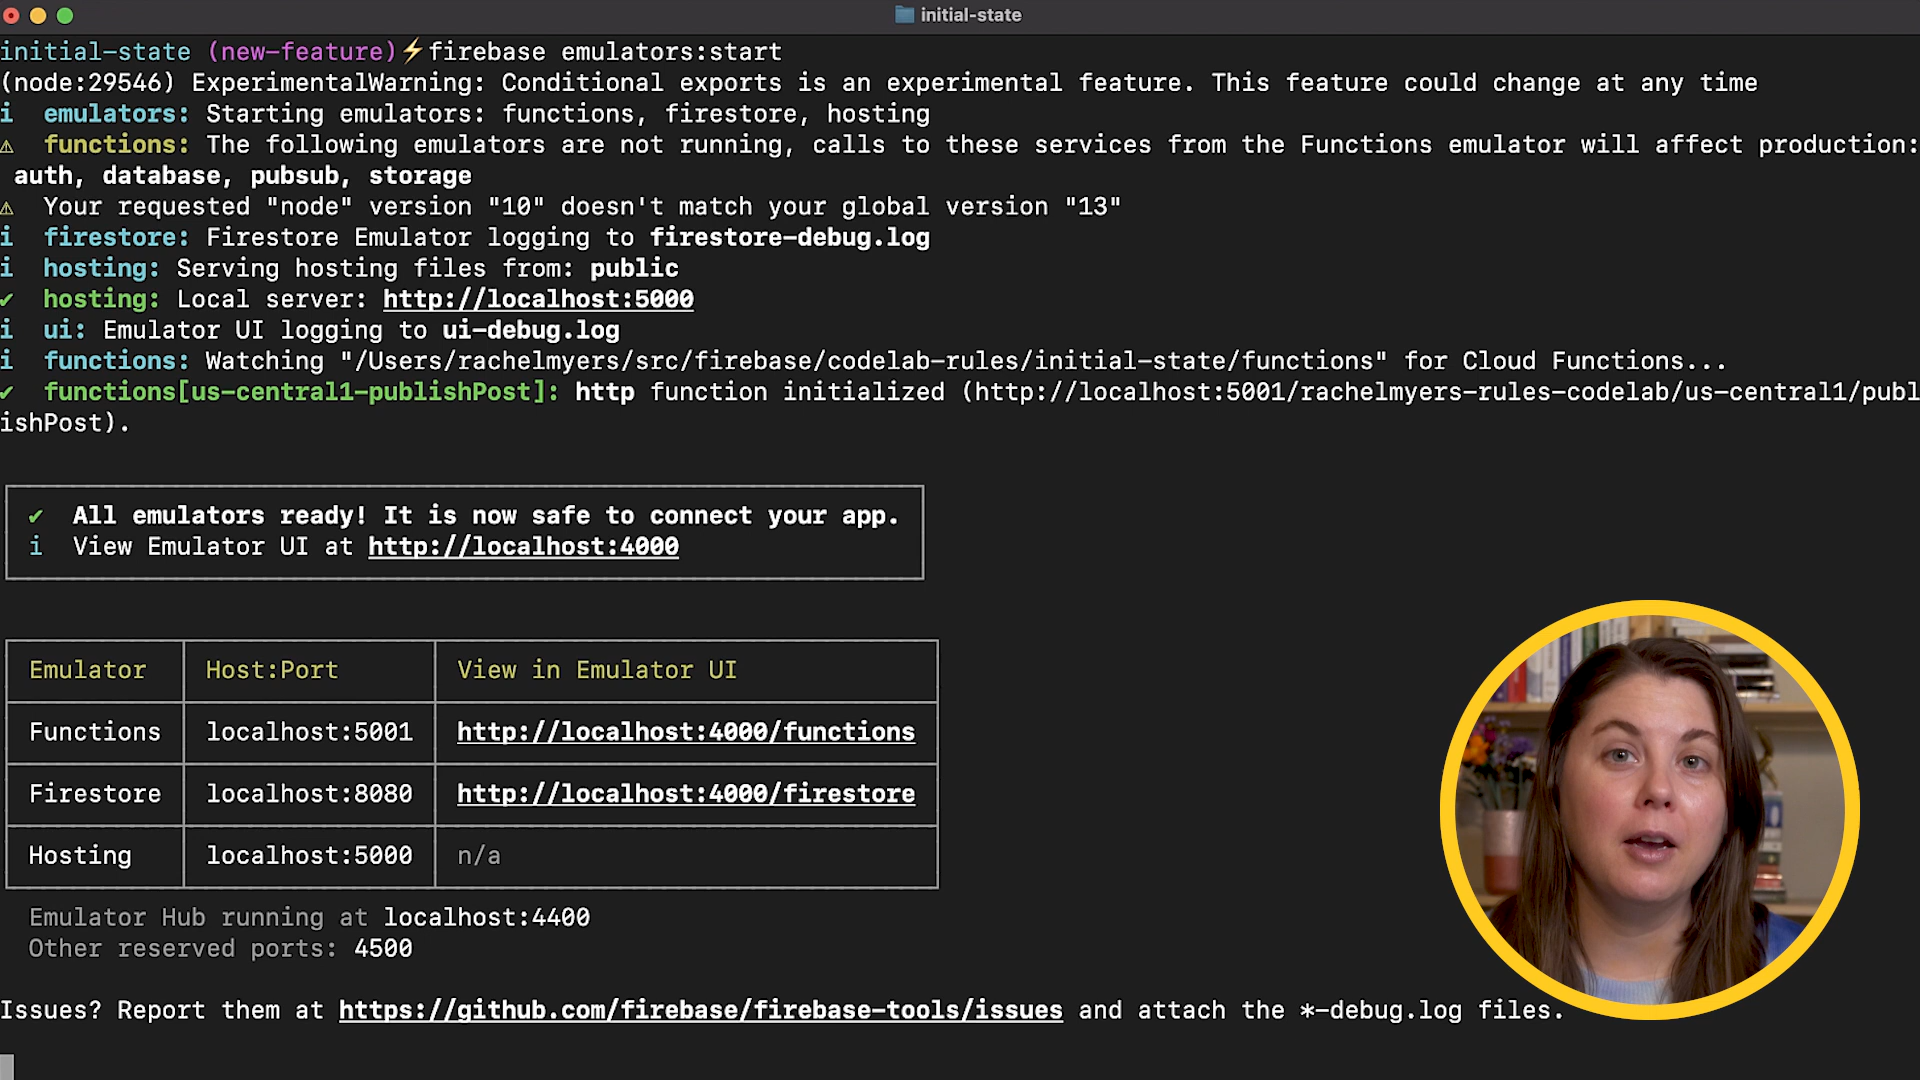 initial-state
initial-state (new-feature)⚡firebase emulators:start
(node:29546) ExperimentalWarning: Conditional exports is an experimental feature. This feature could change at any time
i  emulators: Starting emulators: functions, firestore, hosting
⚠  functions: The following emulators are not running, calls to these services from the Functions emulator will affect production:
auth, database, pubsub, storage
⚠  Your requested "node" version "10" doesn't match your global version "13"
i  firestore: Firestore Emulator logging to firestore-debug.log
i  hosting: Serving hosting files from: public
✔  hosting: Local server: http://localhost:5000
i  ui: Emulator UI logging to ui-debug.log
i  functions: Watching "/Users/rachelmyers/src/firebase/codelab-rules/initial-state/functions" for Cloud Functions...
✔  functions[us-central1-publishPost]: http function initialized (http://localhost:5001/rachelmyers-rules-codelab/us-central1/publ
ishPost).
✔  All emulators ready! It is now safe to connect your app.
i  View Emulator UI at http://localhost:4000
Emulator Host:Port View in Emulator UI
Functions localhost:5001 http://localhost:4000/functions
Firestore localhost:8080 http://localhost:4000/firestore
Hosting localhost:5000 n/a
Emulator Hub running at localhost:4400
Other reserved ports: 4500
Issues? Report them at https://github.com/firebase/firebase-tools/issues and attach the *-debug.log files.